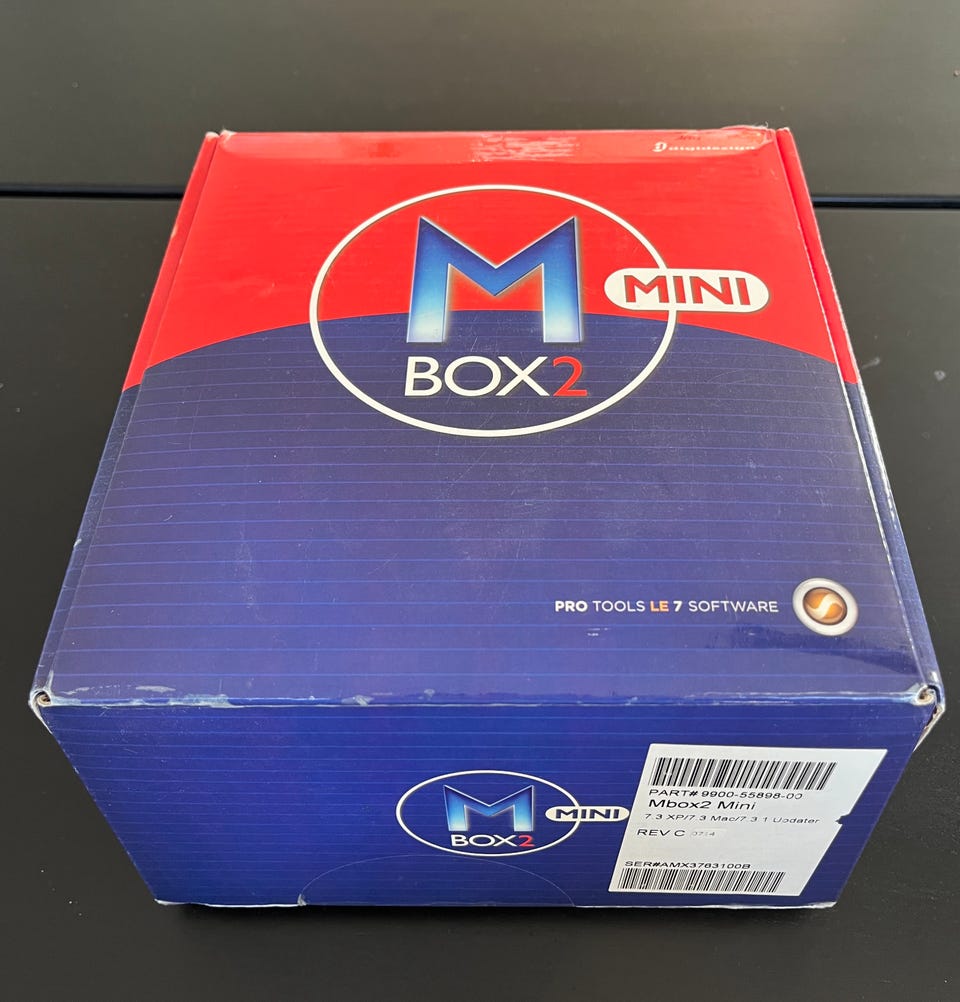 digidesign
M
MINI
BOX2
PRO TOOLS LE 7 SOFTWARE
M
MINI
BOX2
PART# 9900-55898-00
Mbox2 Mini
7.3 XP/7.3 Mac/7.3.1 Updater
REV C
SER#AMX3763100B